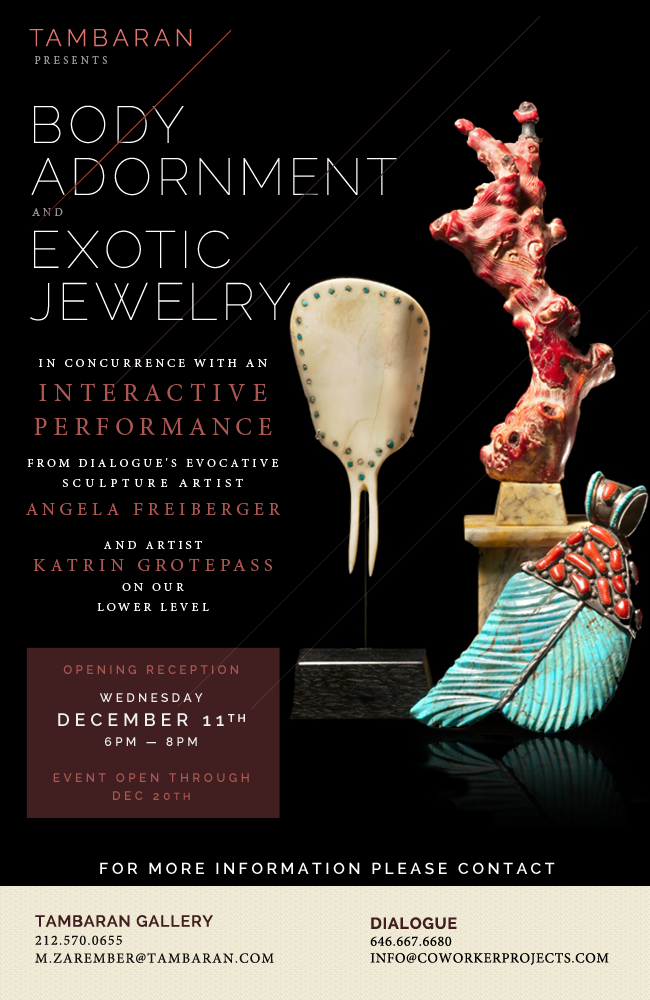 TAMBARAN
PRESENTS
BODY
ADORNMENT
AND
EXOTIC
JEWELRY
IN CONCURRENCE WITH AN
INTERACTIVE
PERFORMANCE
FROM DIALOGUE'S EVOCATIVE
SCULPTURE ARTIST
ANGELA FREIBERGER
AND ARTIST
KATRIN GROTEPASS
ON OUR
LOWER LEVEL
OPENING RECEPTION
WEDNESDAY
DECEMBER 11TH
6PM — 8PM
EVENT OPEN THROUGH
DEC 20TH
FOR MORE INFORMATION PLEASE CONTACT
TAMBARAN GALLERY
212.570.0655
M.ZAREMBER@TAMBARAN.COM
DIALOGUE
646.667.6680
INFO@COWORKERPROJECTS.COM